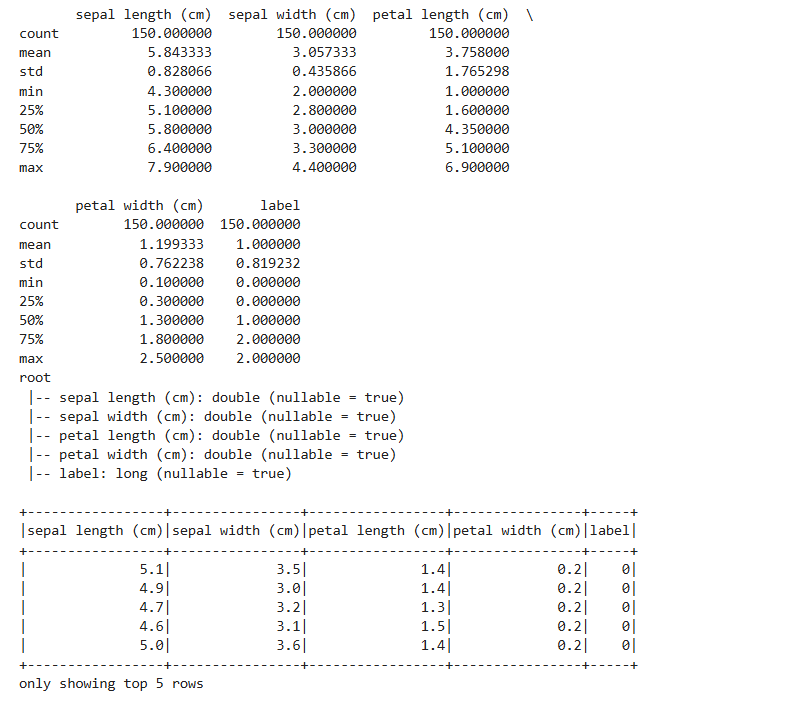 sepal length (cm)  sepal width (cm)  petal length (cm)  \
count         150.000000        150.000000         150.000000
mean            5.843333          3.057333           3.758000
std             0.828066          0.435866           1.765298
min             4.300000          2.000000           1.000000
25%             5.100000          2.800000           1.600000
50%             5.800000          3.000000           4.350000
75%             6.400000          3.300000           5.100000
max             7.900000          4.400000           6.900000

       petal width (cm)       label
count        150.000000  150.000000
mean           1.199333    1.000000
std            0.762238    0.819232
min            0.100000    0.000000
25%            0.300000    0.000000
50%            1.300000    1.000000
75%            1.800000    2.000000
max            2.500000    2.000000
root
 |-- sepal length (cm): double (nullable = true)
 |-- sepal width (cm): double (nullable = true)
 |-- petal length (cm): double (nullable = true)
 |-- petal width (cm): double (nullable = true)
 |-- label: long (nullable = true)

+-----------------+----------------+-----------------+----------------+-----+
|sepal length (cm)|sepal width (cm)|petal length (cm)|petal width (cm)|label|
+-----------------+----------------+-----------------+----------------+-----+
|              5.1|             3.5|              1.4|             0.2|    0|
|              4.9|             3.0|              1.4|             0.2|    0|
|              4.7|             3.2|              1.3|             0.2|    0|
|              4.6|             3.1|              1.5|             0.2|    0|
|              5.0|             3.6|              1.4|             0.2|    0|
+-----------------+----------------+-----------------+----------------+-----+
only showing top 5 rows